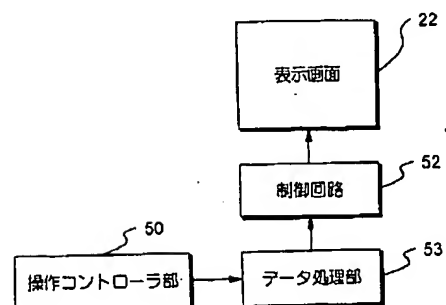 22
表示画面
52
制御回路
50
53
操作コントローラ部
データ処理部